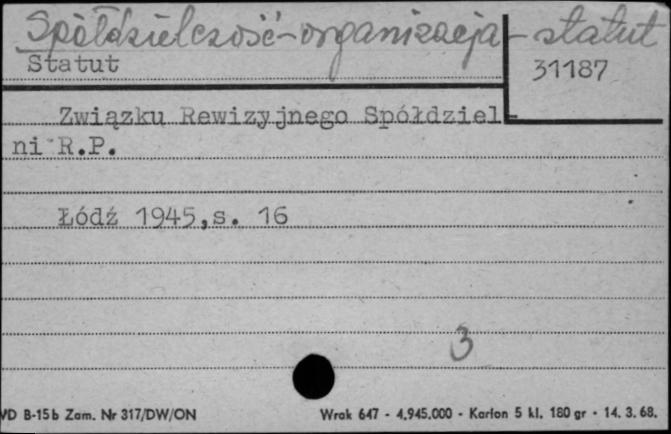 Spółdzielczość-organizacja-statut
Statut
31187
Związku Rewizyjnego Spółdziel-
ni R.P.
Łódź 1945,s. 16
3
VD B-15b Zam. Nr 317/DW/ON Wrak 647 - 4.945.000 - Karton 5 kl. 180 gr - 14. 3. 68.